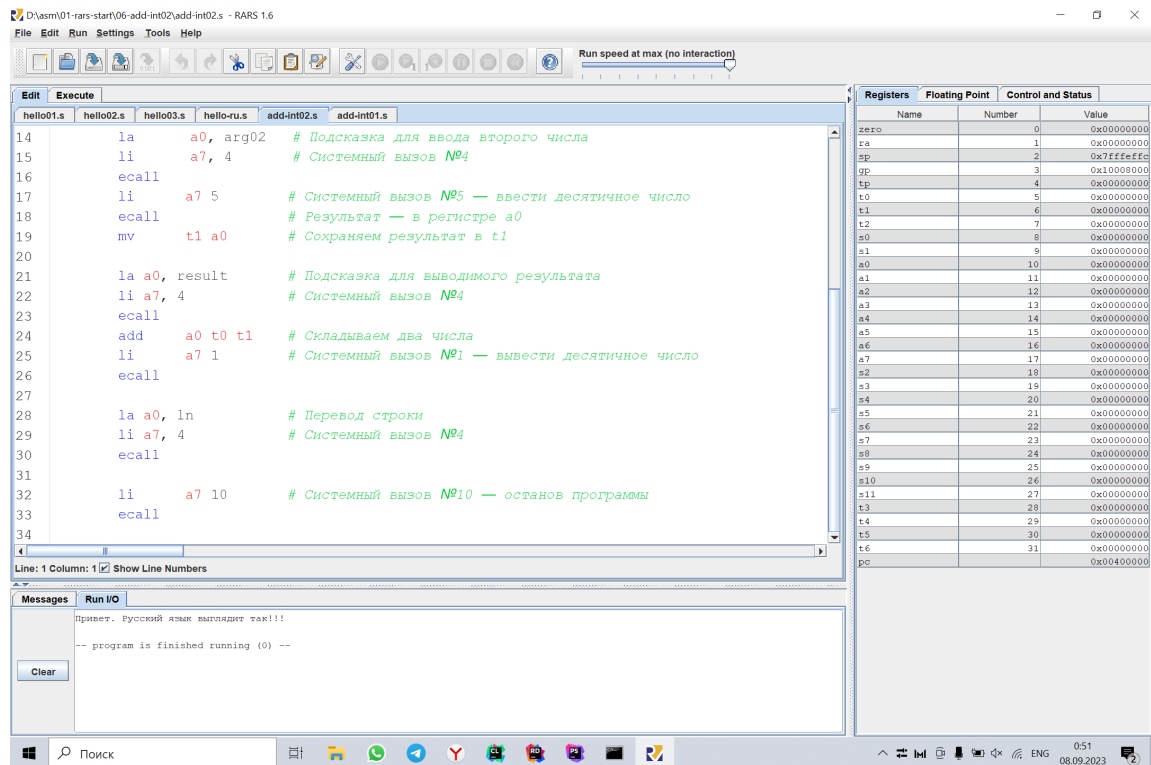 D:\asm\01-rars-start\06-add-int02\add-int02.s - RARS 1.6
File Edit Run Settings Tools Help
Run speed at max (no interaction)
Edit Execute
hello01.s hello02.s hello03.s hello-ru.s add-int02.s add-int01.s
14 la a0, arg02 # Подсказка для ввода второго числа
15 li a7, 4 # Системный вызов №4
16 ecall
17 li a7 5 # Системный вызов №5 — ввести десятичное число
18 ecall # Результат — в регистре a0
19 mv t1 a0 # Сохраняем результат в t1
20
21 la a0, result # Подсказка для выводимого результата
22 li a7, 4 # Системный вызов №4
23 ecall
24 add a0 t0 t1 # Складываем два числа
25 li a7 1 # Системный вызов №1 — вывести десятичное число
26 ecall
27
28 la a0, ln # Перевод строки
29 li a7, 4 # Системный вызов №4
30 ecall
31
32 li a7 10 # Системный вызов №10 — останов программы
33 ecall
34
Line: 1 Column: 1 Show Line Numbers
Messages Run I/O
Привет. Русский язык выглядит так!!!
-- program is finished running (0) --
Clear
Registers Floating Point Control and Status
Name Number Value
zero 0 0x00000000
ra 1 0x00000000
sp 2 0x7fffeffc
gp 3 0x10008000
tp 4 0x00000000
t0 5 0x00000000
t1 6 0x00000000
t2 7 0x00000000
s0 8 0x00000000
s1 9 0x00000000
a0 10 0x00000000
a1 11 0x00000000
a2 12 0x00000000
a3 13 0x00000000
a4 14 0x00000000
a5 15 0x00000000
a6 16 0x00000000
a7 17 0x00000000
s2 18 0x00000000
s3 19 0x00000000
s4 20 0x00000000
s5 21 0x00000000
s6 22 0x00000000
s7 23 0x00000000
s8 24 0x00000000
s9 25 0x00000000
s10 26 0x00000000
s11 27 0x00000000
t3 28 0x00000000
t4 29 0x00000000
t5 30 0x00000000
t6 31 0x00000000
pc 0x00400000
Поиск
CL RD PS
ENG
0:51
08.09.2023
2